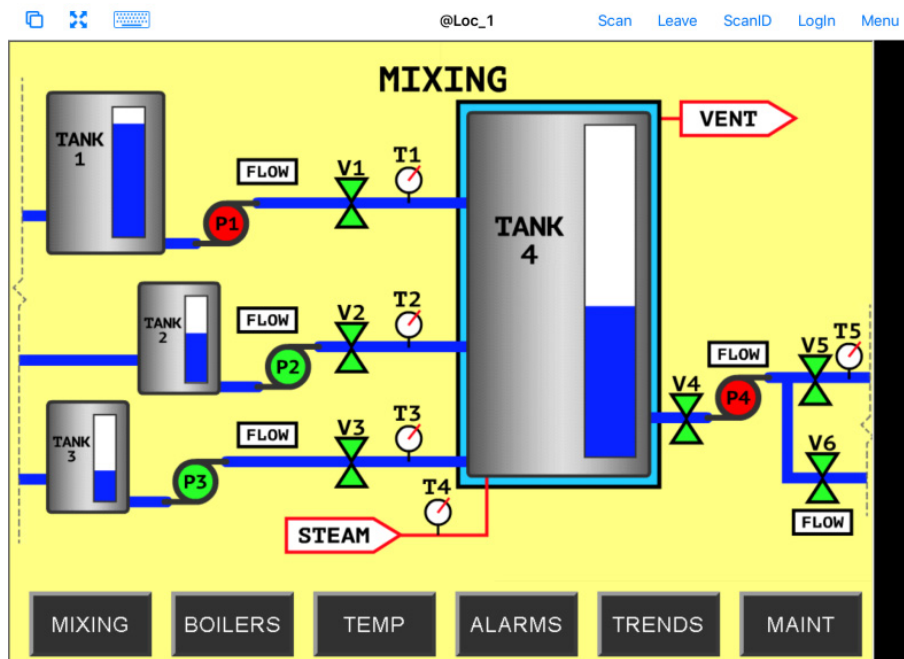 @Loc_1
Scan
Leave
ScanID
LogIn
Menu
MIXING
TANK
1
FLOW
V1
T1
P1
VENT
TANK
4
TANK
2
FLOW
V2
T2
P2
FLOW
V5
T5
P4
V4
TANK
3
FLOW
V3
T3
P3
V6
FLOW
T4
STEAM
MIXING
BOILERS
TEMP
ALARMS
TRENDS
MAINT